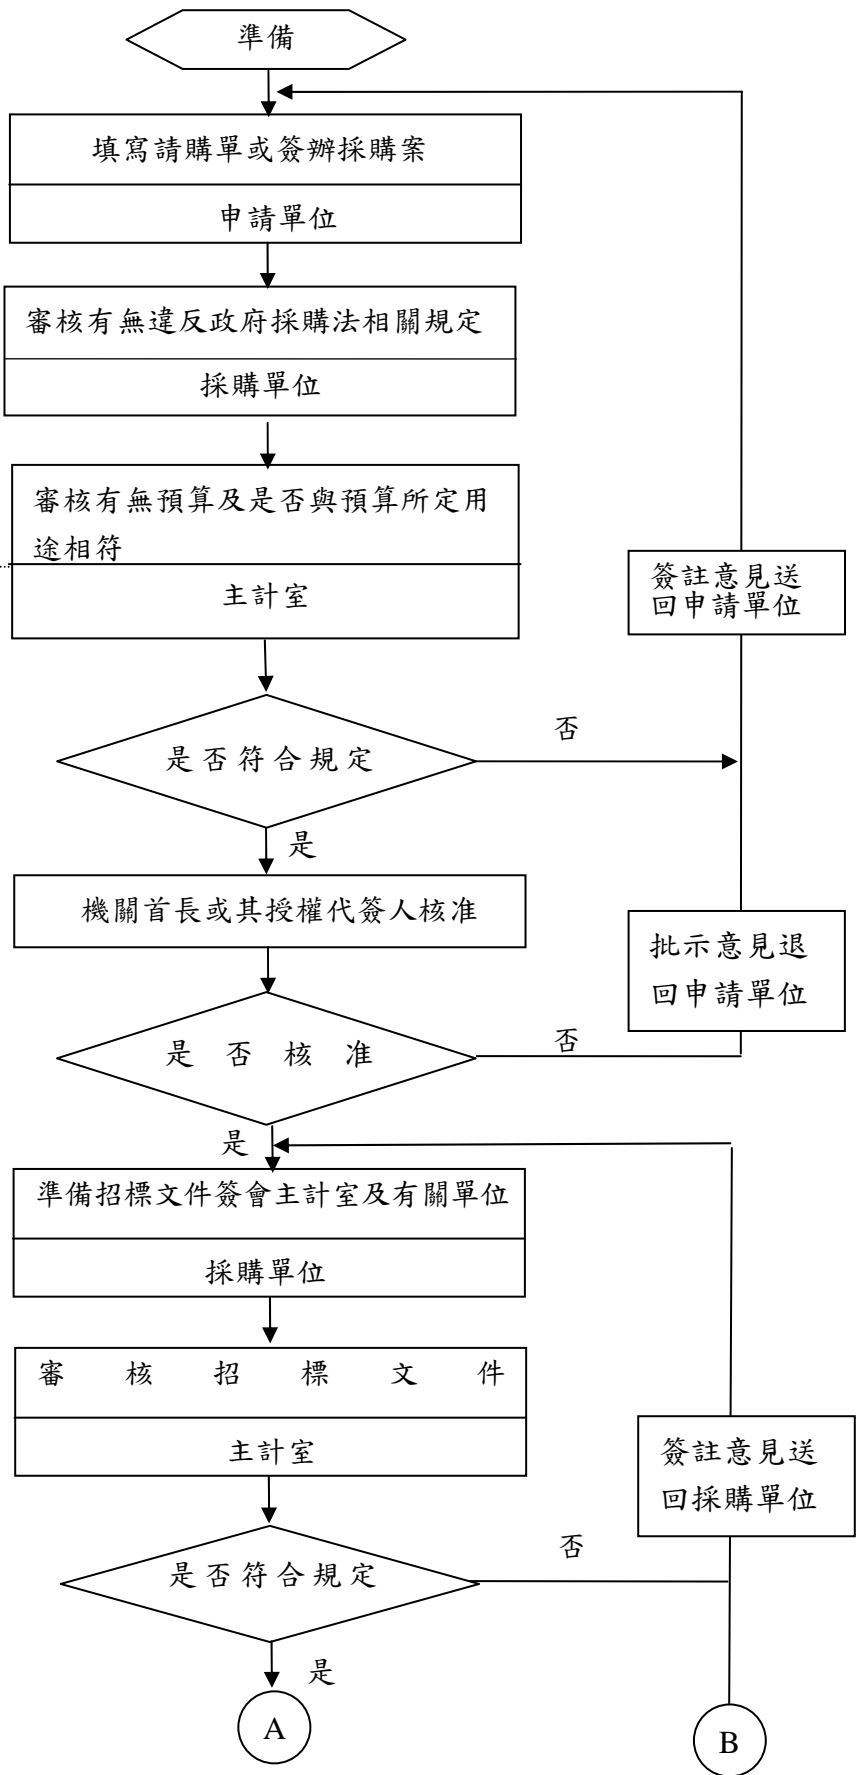 準備
填寫請購單或簽辦採購案
申請單位
審核有無違反政府採購法相關規定
採購單位
審核有無預算及是否與預算所定用
途相符
主計室
簽註意見送
回申請單位
是否符合規定
否
是
機關首長或其授權代簽人核准
批示意見退
回申請單位
是否核准
否
是
準備招標文件簽會主計室及有關單位
採購單位
審核招標文件
主計室
簽註意見送
回採購單位
是否符合規定
否
是
A
B